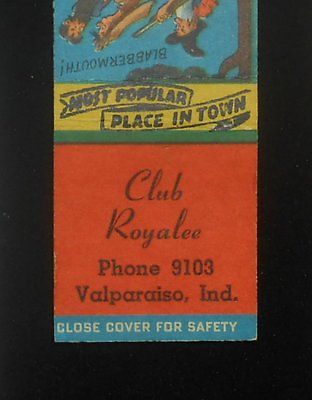 BLABBERMOUTH!
MOST POPULAR
PLACE IN TOWN
Club
Royalee
Phone 9103
Valparaiso, Ind.
CLOSE COVER FOR SAFETY